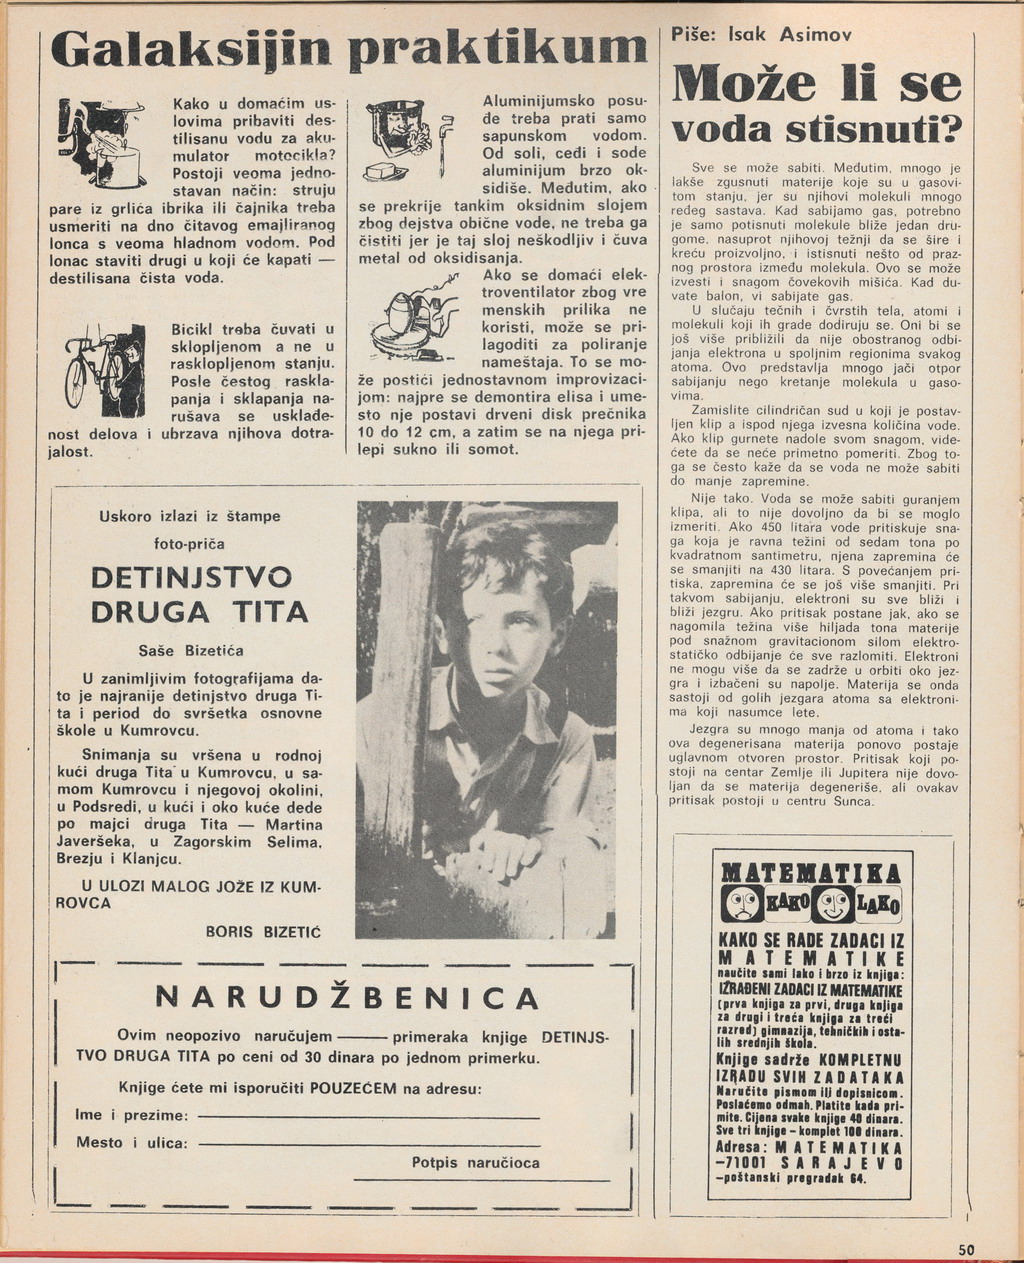 Galaksijin praktikum
Kako u domaćim us-
lovima pribaviti des-
tilisanu vodu za aku-
mulator motocikla?
Postoji veoma jedno-
stavan način: struju
pare iz grlića ibrika ili čajnika treba
usmeriti na dno čitavog emajliranog
lonca s veoma hladnom vodom. Pod
lonac staviti drugi u koji će kapati —
destilisana čista voda.
Bicikl treba čuvati u
sklopljenom a ne u
rasklopljenom stanju.
Posle čestog raskla-
panja i sklapanja na-
rušava se usklađe-
nost delova i ubrzava njihova dotra-
jalost.
Aluminijumsko posu-
đe treba prati samo
sapunskom vodom.
Od soli, ceđi i sode
aluminijum brzo ok-
sidiše. Međutim, ako
se prekrije tankim oksidnim slojem
zbog dejstva obične vode, ne treba ga
čistiti jer je taj sloj neškodljiv i čuva
metal od oksidisanja.
Ako se domaći elek-
troventilator zbog vre
menskih prilika ne
koristi, može se pri-
lagoditi za poliranje
nameštaja. To se mo-
že postići jednostavnom improvizaci-
jom: najpre se demontira elisa i ume-
sto nje postavi drveni disk prečnika
10 do 12 cm, a zatim se na njega pri-
lepi sukno ili somot.
Uskoro izlazi iz štampe
foto-priča
DETINJSTVO
DRUGA TITA
Saše Bizetića
U zanimljivim fotografijama da-
to je najranije detinjstvo druga Ti-
ta i period do svršetka osnovne
škole u Kumrovcu.
Snimanja su vršena u rodnoj
kući druga Tita u Kumrovcu, u sa-
mom Kumrovcu i njegovoj okolini,
u Podsredi, u kući i oko kuće dede
po majci druga Tita — Martina
Javeršeka, u Zagorskim Selima,
Brezju i Klanjcu.
U ULOZI MALOG JOŽE IZ KUM-
ROVCA
BORIS BIZETIĆ
NARUDŽBENICA
Ovim neopozivo naručujem ——— primeraka knjige DETINJS-
TVO DRUGA TITA po ceni od 30 dinara po jednom primerku.
Knjige ćete mi isporučiti POUZEĆEM na adresu:
Ime i prezime:
Mesto i ulica:
Potpis naručioca
Piše: Isak Asimov
Može li se
voda stisnuti?
Sve se može sabiti. Međutim, mnogo je
lakše zgusnuti materije koje su u gasovi-
tom stanju, jer su njihovi molekuli mnogo
ređeg sastava. Kad sabijamo gas, potrebno
je samo potisnuti molekule bliže jedan dru-
gome, nasuprot njihovoj težnji da se šire i
kreću proizvoljno, i istisnuti nešto od praz-
nog prostora između molekula. Ovo se može
izvesti i snagom čovekovih mišića. Kad du-
vate balon, vi sabijate gas.
U slučaju tečnih i čvrstih tela, atomi i
molekuli koji ih grade dodiruju se. Oni bi se
još više približili da nije obostranog odbi-
janja elektrona u spoljnim regionima svakog
atoma. Ovo predstavlja mnogo jači otpor
sabijanju nego kretanje molekula u gaso-
vima.
Zamislite cilindričan sud u koji je postav-
ljen klip a ispod njega izvesna količina vode.
Ako klip gurnete nadole svom snagom, vide-
ćete da se neće primetno pomeriti. Zbog to-
ga se često kaže da se voda ne može sabiti
do manje zapremine.
Nije tako. Voda se može sabiti guranjem
klipa, ali to nije dovoljno da bi se moglo
izmeriti. Ako 450 litara vode pritiskuje sna-
ga koja je ravna težini od sedam tona po
kvadratnom santimetru, njena zapremina će
se smanjiti na 430 litara. S povećanjem pri-
tiska, zapremina će se još više smanjiti. Pri
takvom sabijanju, elektroni su sve bliži i
bliži jezgru. Ako pritisak postane jak, ako se
nagomila težina više hiljada tona materije
pod snažnom gravitacionom silom elektro-
statičko odbijanje će sve razlomiti. Elektroni
ne mogu više da se zadrže u orbiti oko jez-
gra i izbačeni su napolje. Materija se onda
sastoji od golih jezgara atoma sa elektroni-
ma koji nasumce lete.
Jezgra su mnogo manja od atoma i tako
ova degenerisana materija ponovo postaje
uglavnom otvoren prostor. Pritisak koji po-
stoji na centar Zemlje ili Jupitera nije dovo-
ljan da se materija degeneriše, ali ovakav
pritisak postoji u centru Sunca.
MATEMATIKA
KAKO LAKO
KAKO SE RADE ZADACI IZ
MATEMATIKE
naučite sami lako i brzo iz knjiga:
IZRAĐENI ZADACI IZ MATEMATIKE
(prva knjiga za prvi, druga knjiga
za drugi i treća knjiga za treći
razred) gimnazija, tehničkih i osta-
lih srednjih škola.
Knjige sadrže KOMPLETNU
IZRADU SVIH ZADATAKA
Naručite pismom ili dopisnicom.
Poslaćemo odmah. Platite kada pri-
mite. Cijena svake knjige 40 dinara.
Sve tri knjige - komplet 100 dinara.
Adresa: MATEMATIKA
-71001 SARAJEVO
-poštanski pregradak 64.
50